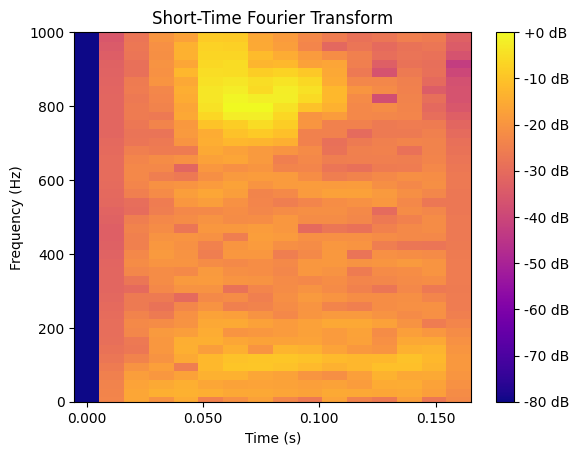 Short-Time Fourier Transform
Frequency (Hz)
1000
800
600
400
200
0
0.000
0.050
0.100
0.150
Time (s)
+0 dB
-10 dB
-20 dB
-30 dB
-40 dB
-50 dB
-60 dB
-70 dB
-80 dB